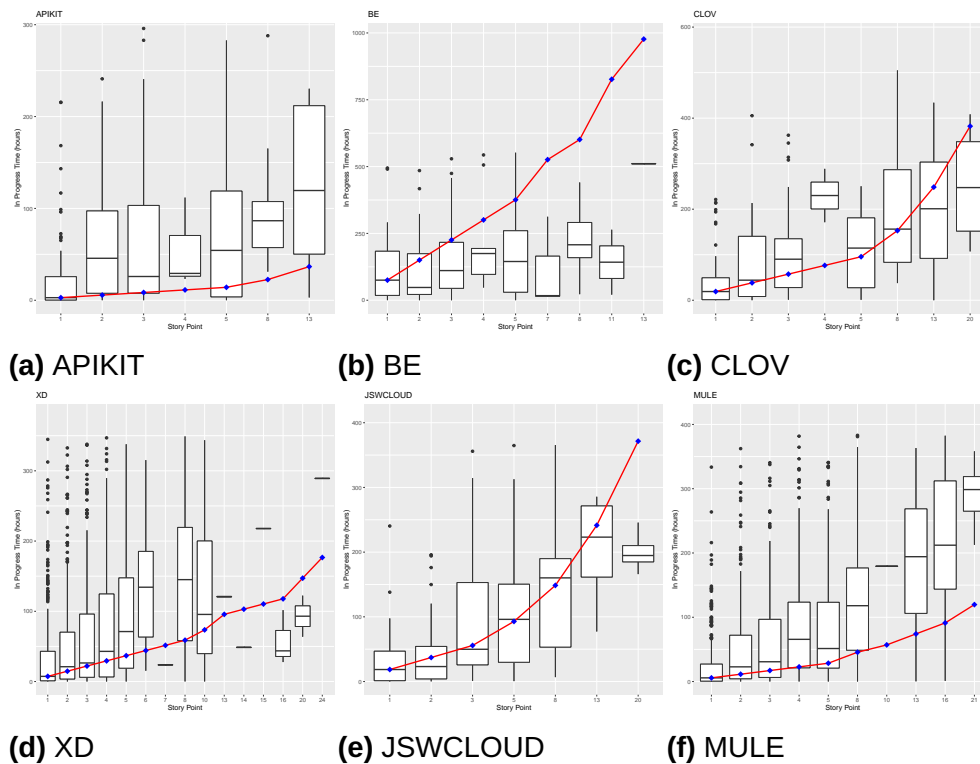 APIKIT
In Progress Time (hours)
300
200
100
0
1 2 3 4 5 8 13
Story Point
(a) APIKIT
BE
In Progress Time (hours)
1000
750
500
250
0
1 2 3 4 5 7 8 11 13
Story Point
(b) BE
CLOV
In Progress Time (hours)
600
400
200
0
1 2 3 4 5 8 13 20
Story Point
(c) CLOV
XD
In Progress Time (hours)
300
200
100
0
1 2 3 4 5 6 7 8 10 13 14 15 16 20 24
Story Point
(d) XD
JSWCLOUD
In Progress Time (hours)
400
300
200
100
0
1 2 3 5 8 13 20
Story Point
(e) JSWCLOUD
MULE
In Progress Time (hours)
400
300
200
100
0
1 2 3 4 5 8 10 13 16 21
Story Point
(f) MULE